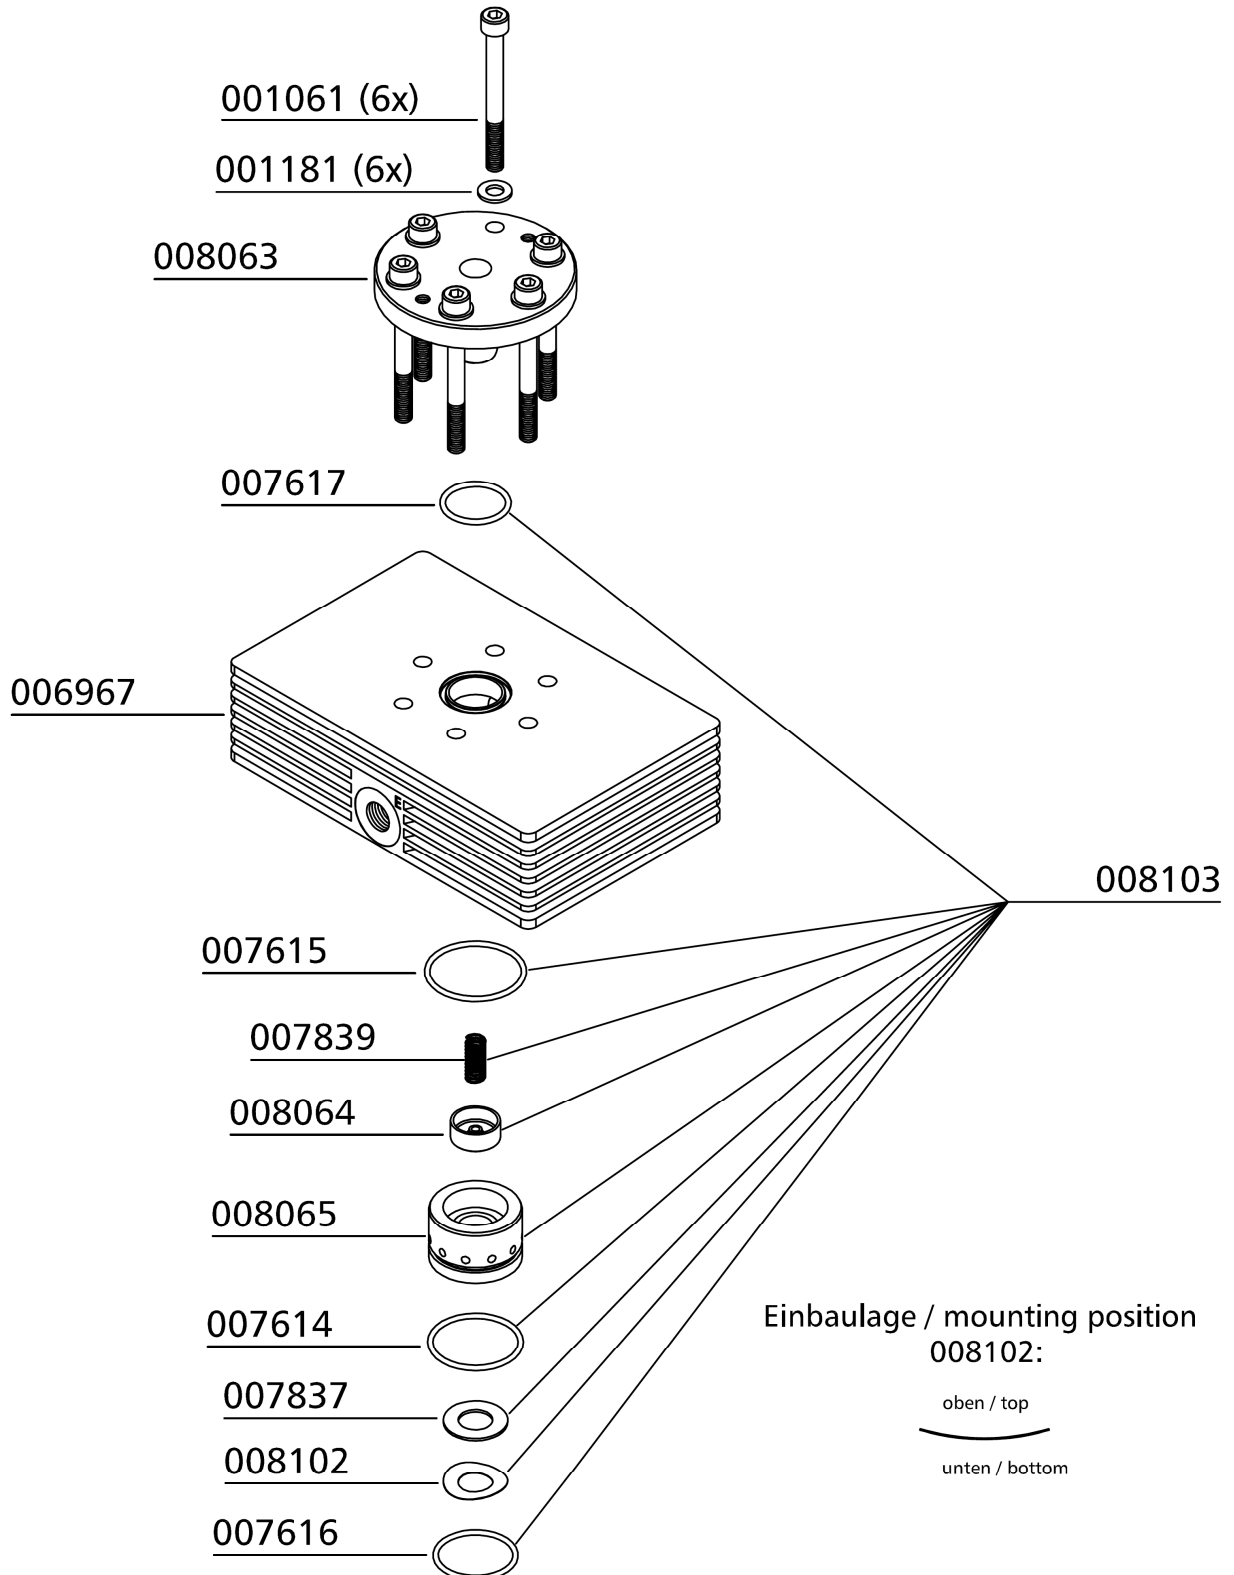 001061 (6x)
001181 (6x)
008063
007617
006967
E
008103
007615
007839
008064
008065
007614
007837
008102
007616
Einbaulage / mounting position
008102:
oben / top
unten / bottom